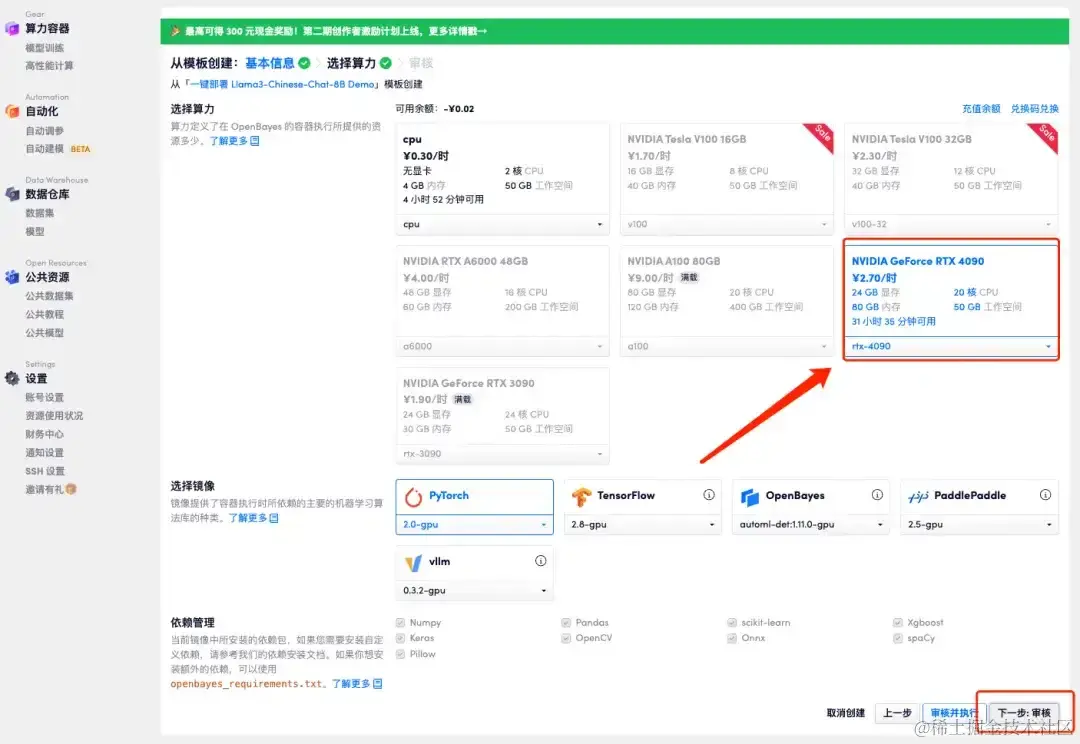 Gear
算力容器
模型训练
高性能计算
Automation
自动化
自动调参
自动建模 BETA
Data Warehouse
数据仓库
数据集
模型
Open Resources
公共资源
公共数据集
公共教程
公共模型
Settings
设置
账号设置
资源使用状况
财务中心
通知设置
SSH 设置
邀请有礼
最高可得 300 元现金奖励！第二期创作者激励计划上线，更多详情戳→
从模板创建： 基本信息 选择算力 审核
从「一键部署 Llama3-Chinese-Chat-8B Demo」模板创建
选择算力
算力定义了在 OpenBayes 的容器执行所提供的资
源多少。了解更多
可用余额：-¥0.02
充值余额 兑换码兑换
cpu
¥0.30/时
无显卡 2 核 CPU
4 GB 内存 50 GB 工作空间
4 小时 52 分钟可用
cpu
NVIDIA Tesla V100 16GB
Sale
¥1.70/时
16 GB 显存 8 核 CPU
40 GB 内存 50 GB 工作空间
v100
NVIDIA Tesla V100 32GB
Sale
¥2.30/时
32 GB 显存 12 核 CPU
40 GB 内存 50 GB 工作空间
v100-32
NVIDIA RTX A6000 48GB
¥4.00/时
48 GB 显存 16 核 CPU
60 GB 内存 200 GB 工作空间
a6000
NVIDIA A100 80GB
¥9.00/时 满载
80 GB 显存 20 核 CPU
120 GB 内存 400 GB 工作空间
a100
NVIDIA GeForce RTX 4090
¥2.70/时
24 GB 显存 20 核 CPU
80 GB 内存 50 GB 工作空间
31 小时 35 分钟可用
rtx-4090
NVIDIA GeForce RTX 3090
¥1.90/时 满载
24 GB 显存 24 核 CPU
30 GB 内存 50 GB 工作空间
rtx-3090
选择镜像
镜像提供了容器执行时所依赖的主要的机器学习算
法库的种类。了解更多
PyTorch
2.0-gpu
TensorFlow
2.8-gpu
OpenBayes
automl-det:1.11.0-gpu
PaddlePaddle
2.5-gpu
vllm
0.3.2-gpu
依赖管理
当前镜像中所安装的依赖包，如果您需要安装自定
义依赖，请参考我们的依赖安装文档。如果你想安
装额外的依赖，可以使用
openbayes_requirements.txt。了解更多
Numpy Pandas scikit-learn Xgboost
Keras OpenCV Onnx spaCy
Pillow
取消创建 上一步 审核并执行 下一步: 审核
@稀土掘金技术社区